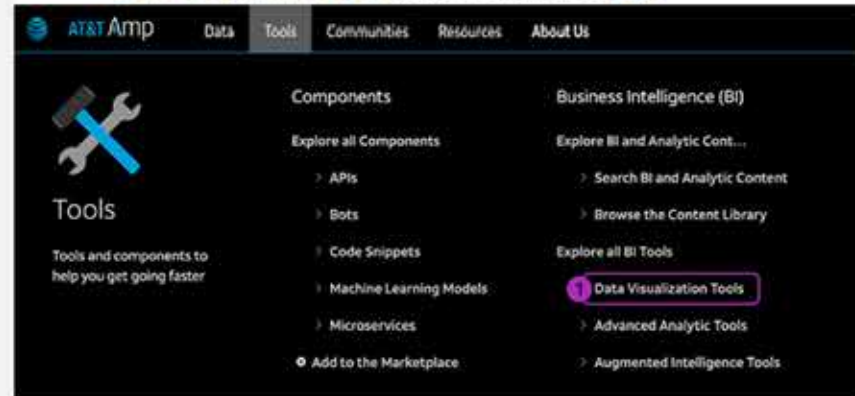 AT&T Amp Data Tools Communities Resources About Us
Tools
Tools and components to
help you get going faster
Components
Explore all Components
APIs
Bots
Code Snippets
Machine Learning Models
Microservices
Add to the Marketplace
Business Intelligence (BI)
Explore BI and Analytic Cont...
Search BI and Analytic Content
Browse the Content Library
Explore all BI Tools
1 Data Visualization Tools
Advanced Analytic Tools
Augmented Intelligence Tools